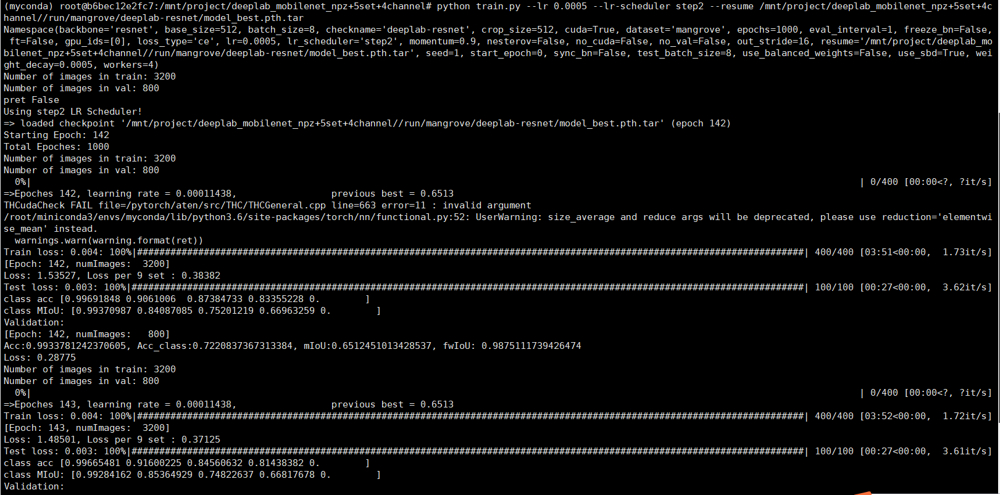 (myconda) root@b6bec12e2fc7:/mnt/project/deeplab_mobilenet_npz+5set+4channel# python train.py --lr 0.0005 --lr-scheduler step2 --resume /mnt/project/deeplab_mobilenet_npz+5set+4c
hannel//run/mangrove/deeplab-resnet/model_best.pth.tar
Namespace(backbone='resnet', base_size=512, batch_size=8, checkname='deeplab-resnet', crop_size=512, cuda=True, dataset='mangrove', epochs=1000, eval_interval=1, freeze_bn=False,
 ft=False, gpu_ids=[0], loss_type='ce', lr=0.0005, lr_scheduler='step2', momentum=0.9, nesterov=False, no_cuda=False, no_val=False, out_stride=16, resume='/mnt/project/deeplab_mo
bilenet_npz+5set+4channel//run/mangrove/deeplab-resnet/model_best.pth.tar', seed=1, start_epoch=0, sync_bn=False, test_batch_size=8, use_balanced_weights=False, use_sbd=True, wei
ght_decay=0.0005, workers=4)
Number of images in train: 3200
Number of images in val: 800
pret False
Using step2 LR Scheduler!
=> loaded checkpoint '/mnt/project/deeplab_mobilenet_npz+5set+4channel//run/mangrove/deeplab-resnet/model_best.pth.tar' (epoch 142)
Starting Epoch: 142
Total Epoches: 1000
Number of images in train: 3200
Number of images in val: 800
  0%|                                                                 | 0/400 [00:00<?, ?it/s]
=>Epoches 142, learning rate = 0.00011438,                 previous best = 0.6513
THCudaCheck FAIL file=/pytorch/aten/src/THC/THCGeneral.cpp line=663 error=11 : invalid argument
/root/miniconda3/envs/myconda/lib/python3.6/site-packages/torch/nn/functional.py:52: UserWarning: size_average and reduce args will be deprecated, please use reduction='elementwi
se_mean' instead.
  warnings.warn(warning.format(ret))
Train loss: 0.004: 100%|########################################################################################################################| 400/400 [03:51<00:00,  1.73it/s]
[Epoch: 142, numImages:  3200]
Loss: 1.53527, Loss per 9 set : 0.38382
Test loss: 0.003: 100%|#########################################################################################################################| 100/100 [00:27<00:00,  3.62it/s]
class acc [0.99691848 0.9061006  0.87384733 0.83355228 0.        ]
class MIoU: [0.99370987 0.84087085 0.75201219 0.66963259 0.        ]
Validation:
[Epoch: 142, numImages:   800]
Acc:0.9933781242370605, Acc_class:0.7220837367313384, mIoU:0.6512451013428537, fwIoU: 0.9875111739426474
Loss: 0.28775
Number of images in train: 3200
Number of images in val: 800
  0%|                                                                 | 0/400 [00:00<?, ?it/s]
=>Epoches 143, learning rate = 0.00011438,                 previous best = 0.6513
Train loss: 0.004: 100%|########################################################################################################################| 400/400 [03:52<00:00,  1.72it/s]
[Epoch: 143, numImages:  3200]
Loss: 1.48501, Loss per 9 set : 0.37125
Test loss: 0.003: 100%|#########################################################################################################################| 100/100 [00:27<00:00,  3.61it/s]
class acc [0.99665481 0.91600225 0.84560632 0.81438382 0.        ]
class MIoU: [0.99284162 0.85364929 0.74822637 0.66817678 0.        ]
Validation: